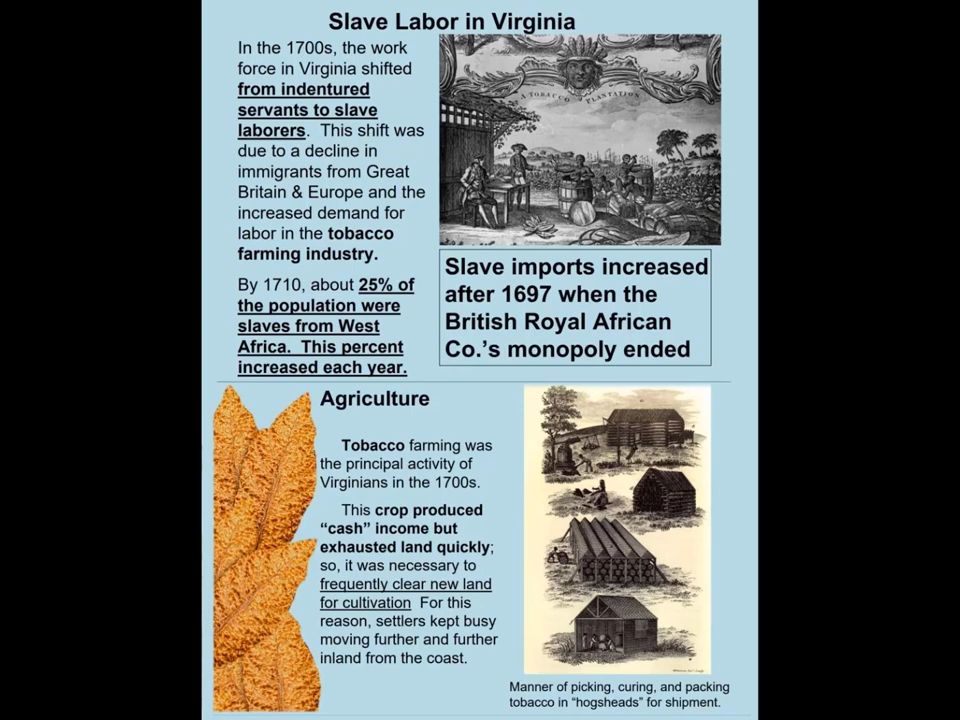 Slave Labor in Virginia
In the 1700s, the work
force in Virginia shifted
from indentured
servants to slave
laborers. This shift was
due to a decline in
immigrants from Great
Britain & Europe and the
increased demand for
labor in the tobacco
farming industry.
By 1710, about 25% of
the population were
slaves from West
Africa. This percent
increased each year.
A TOBACCO PLANTATION
Slave imports increased
after 1697 when the
British Royal African
Co.’s monopoly ended
Agriculture
Tobacco farming was
the principal activity of
Virginians in the 1700s.
This crop produced
“cash” income but
exhausted land quickly;
so, it was necessary to
frequently clear new land
for cultivation For this
reason, settlers kept busy
moving further and further
inland from the coast.
Manner of picking, curing, and packing
tobacco in “hogsheads” for shipment.